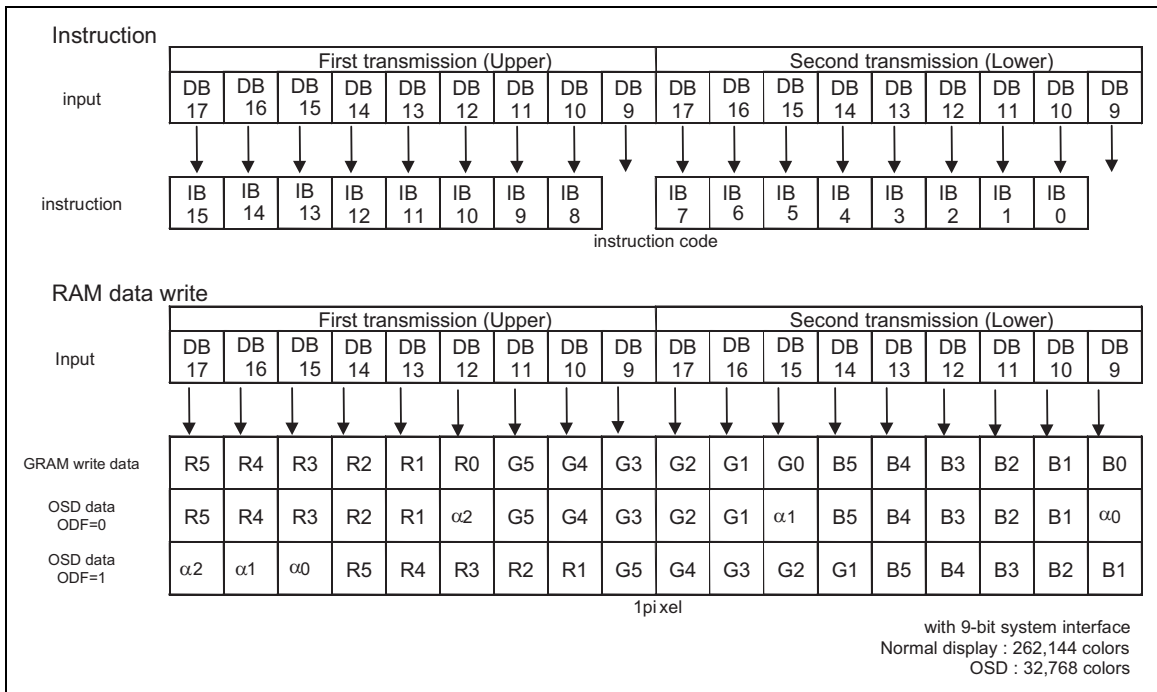 Instruction
First transmission (Upper) Second transmission (Lower)
input DB 17 DB 16 DB 15 DB 14 DB 13 DB 12 DB 11 DB 10 DB 9 DB 17 DB 16 DB 15 DB 14 DB 13 DB 12 DB 11 DB 10 DB 9
instruction IB 15 IB 14 IB 13 IB 12 IB 11 IB 10 IB 9 IB 8 IB 7 IB 6 IB 5 IB 4 IB 3 IB 2 IB 1 IB 0
instruction code
RAM data write
First transmission (Upper) Second transmission (Lower)
Input DB 17 DB 16 DB 15 DB 14 DB 13 DB 12 DB 11 DB 10 DB 9 DB 17 DB 16 DB 15 DB 14 DB 13 DB 12 DB 11 DB 10 DB 9
GRAM write data R5 R4 R3 R2 R1 R0 G5 G4 G3 G2 G1 G0 B5 B4 B3 B2 B1 B0
OSD data ODF=0 R5 R4 R3 R2 R1 α2 G5 G4 G3 G2 G1 α1 B5 B4 B3 B2 B1 α0
OSD data ODF=1 α2 α1 α0 R5 R4 R3 R2 R1 G5 G4 G3 G2 G1 B5 B4 B3 B2 B1
1pixel
with 9-bit system interface
Normal display : 262,144 colors
OSD : 32,768 colors